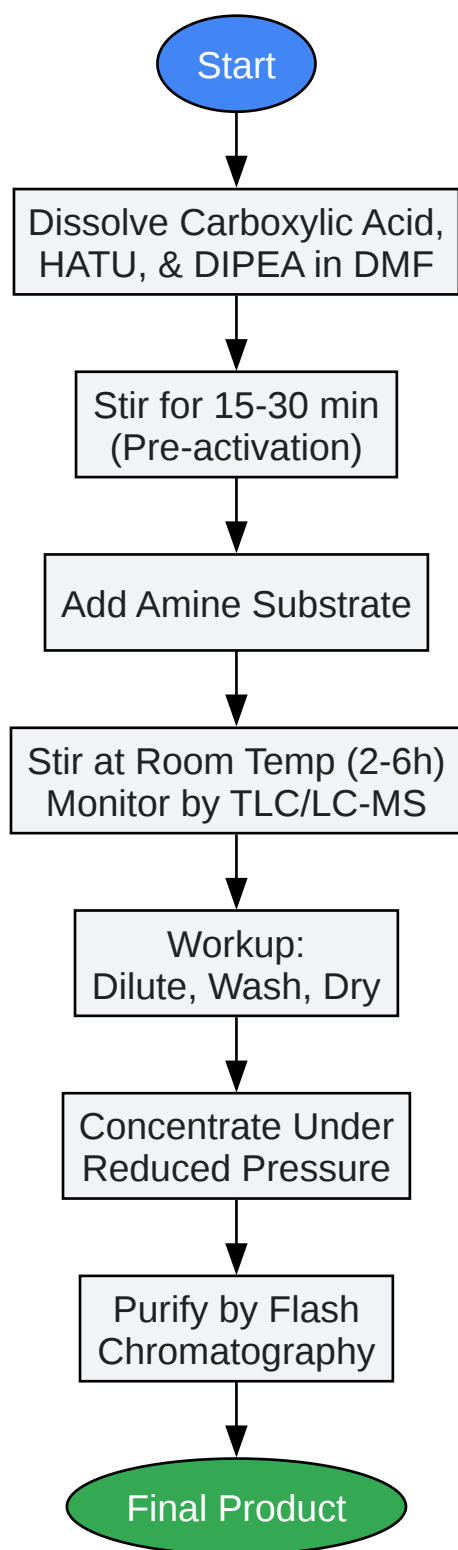 Start
Dissolve Carboxylic Acid,
HATU, & DIPEA in DMF
Stir for 15-30 min
(Pre-activation)
Add Amine Substrate
Stir at Room Temp (2-6h)
Monitor by TLC/LC-MS
Workup:
Dilute, Wash, Dry
Concentrate Under
Reduced Pressure
Purify by Flash
Chromatography
Final Product